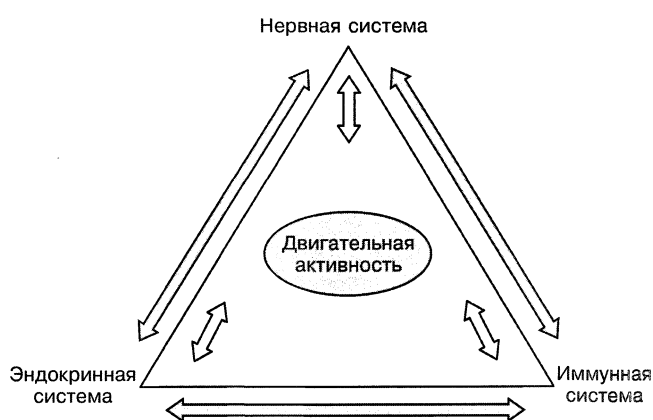 Нервная система
Двигательная
активность
Эндокринная
система
Иммунная
система